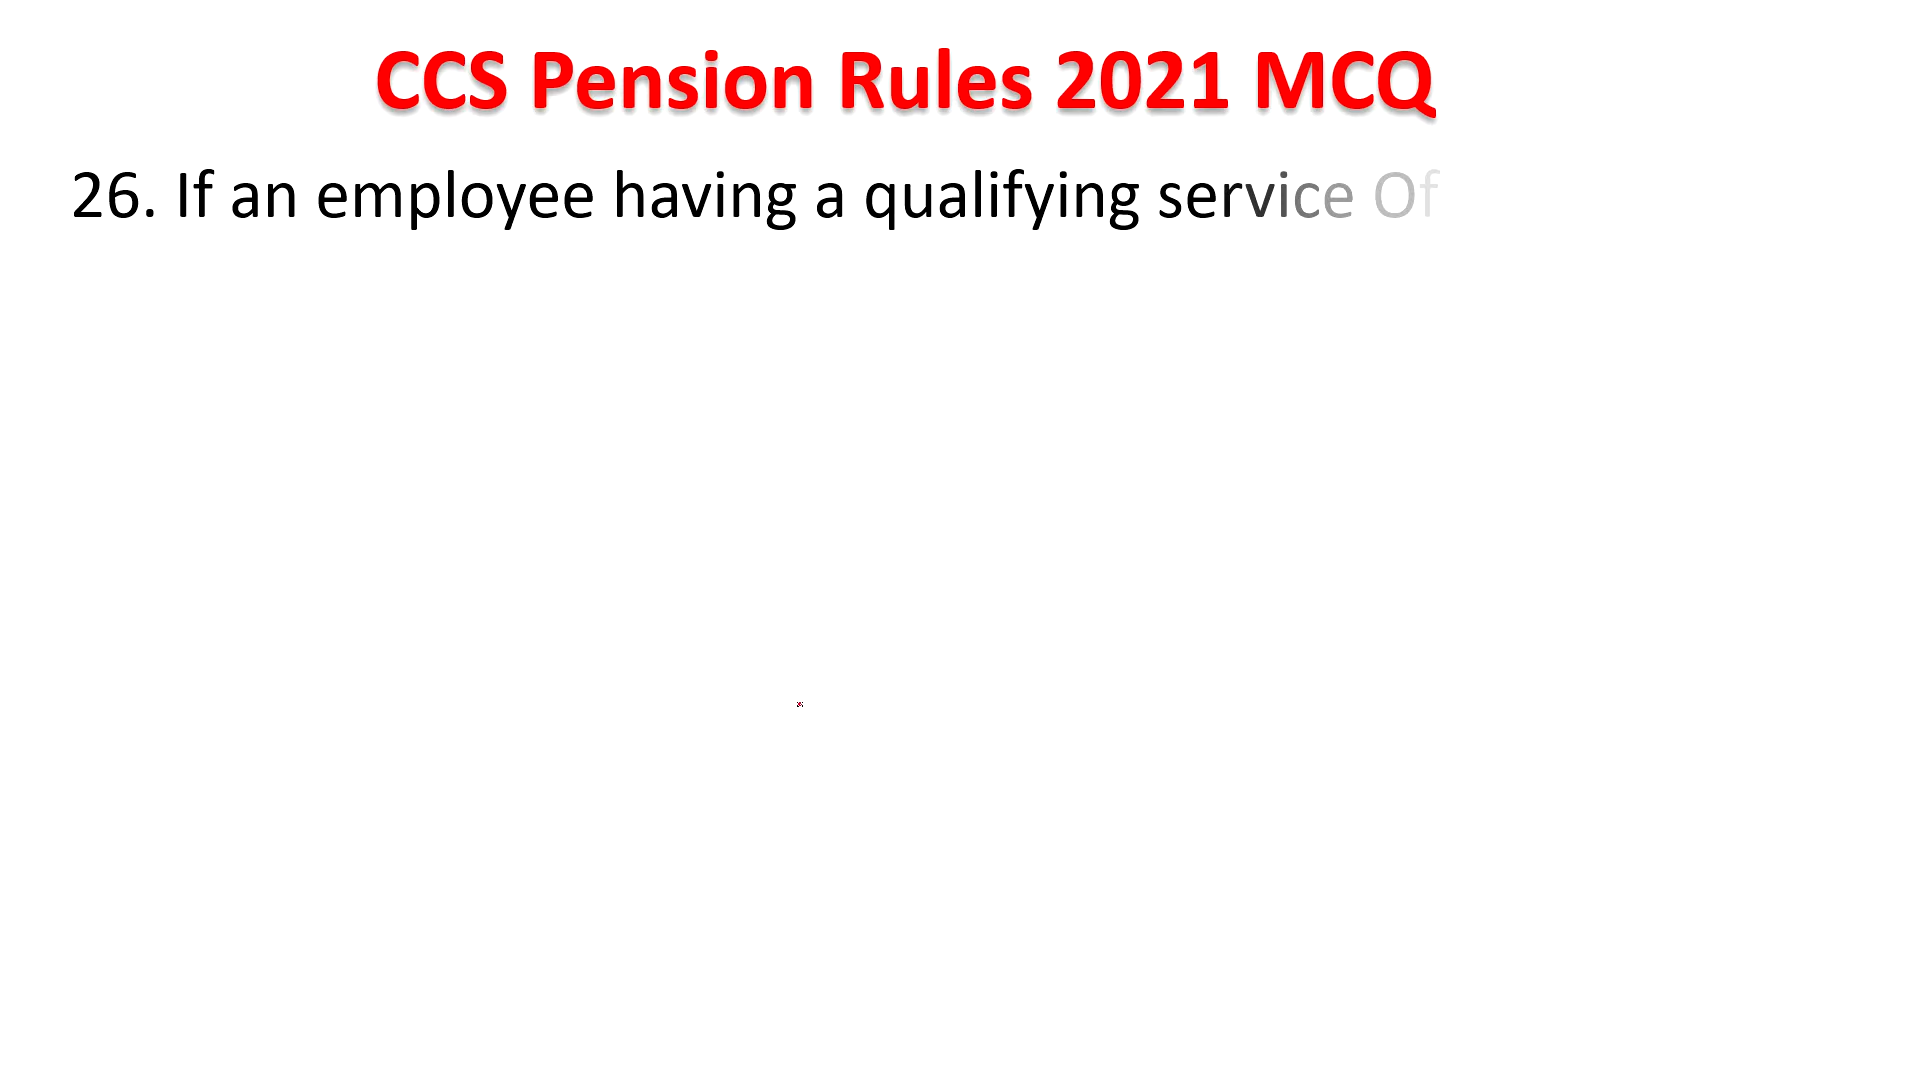 CCS Pension Rules 2021 MCQ
26. If an employee having a qualifying service Of